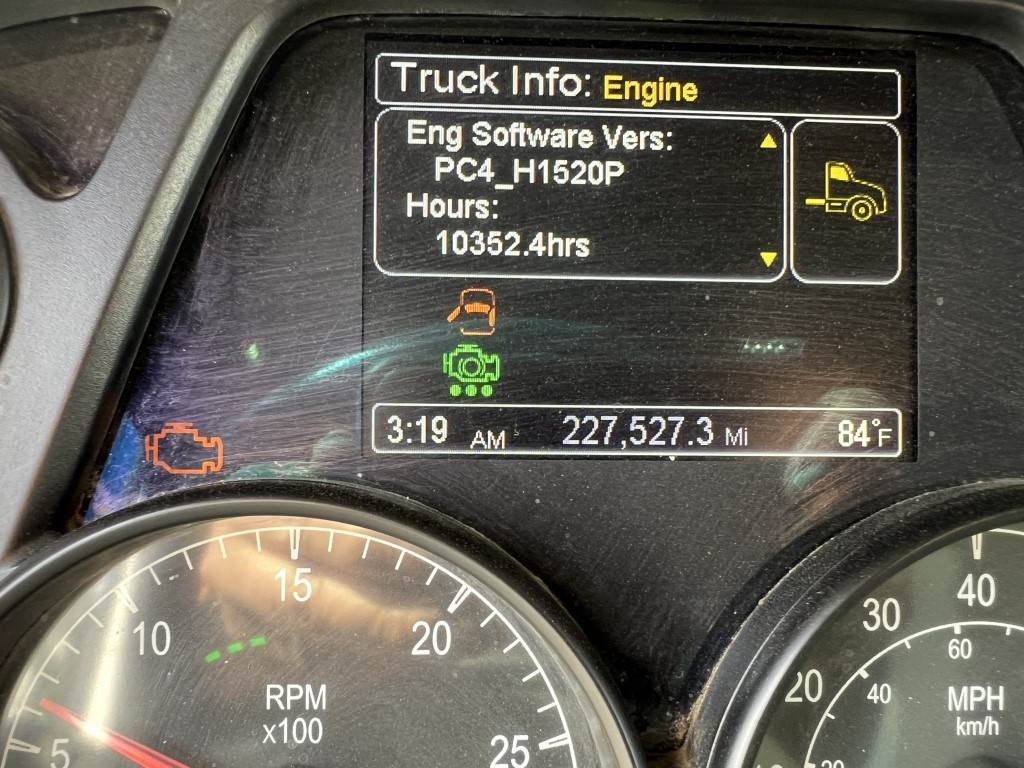 Truck Info: Engine
Eng Software Vers:
PC4_H1520P
Hours:
10352.4hrs
3:19 AM 227,527.3 Mi 84°F
5
10
15
20
25
RPM
x100
20
30
40
40
60
MPH
km/h